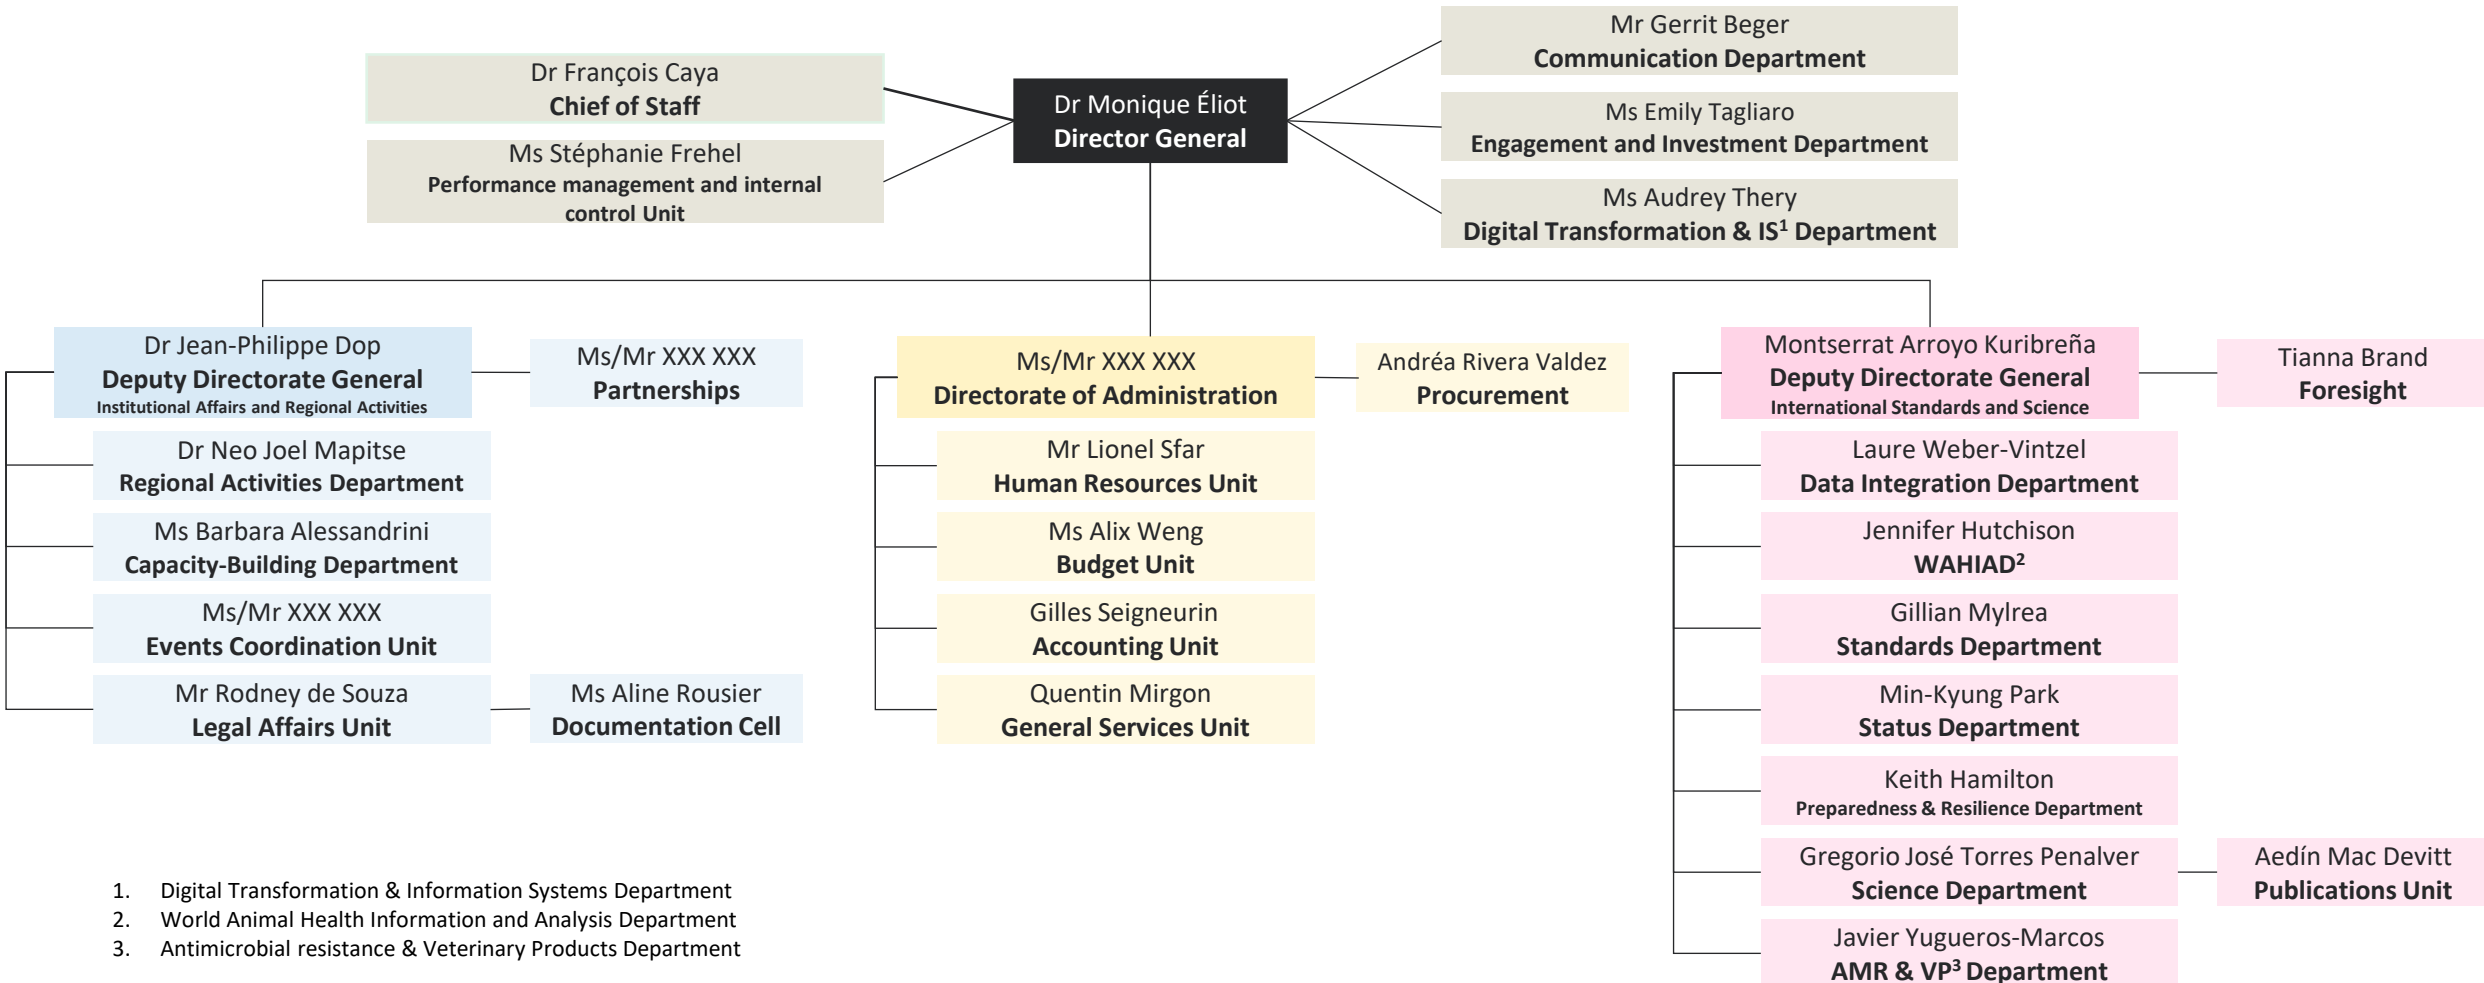 Mr Gerrit Beger
Communication Department
Dr François Caya
Chief of Staff
Dr Monique Éliot
Director General
Ms Emily Tagliaro
Engagement and Investment Department
Ms Stéphanie Frehel
Performance management and internal
control Unit
Ms Audrey Thery
Digital Transformation & IS¹ Department
Dr Jean-Philippe Dop
Deputy Directorate General
Institutional Affairs and Regional Activities
Ms/Mr XXX XXX
Partnerships
Dr Neo Joel Mapitse
Regional Activities Department
Ms Barbara Alessandrini
Capacity-Building Department
Ms/Mr XXX XXX
Events Coordination Unit
Mr Rodney de Souza
Legal Affairs Unit
Ms Aline Rousier
Documentation Cell
Ms/Mr XXX XXX
Directorate of Administration
Andréa Rivera Valdez
Procurement
Mr Lionel Sfar
Human Resources Unit
Ms Alix Weng
Budget Unit
Gilles Seigneurin
Accounting Unit
Quentin Mirgon
General Services Unit
Montserrat Arroyo Kuribreña
Deputy Directorate General
International Standards and Science
Tianna Brand
Foresight
Laure Weber-Vintzel
Data Integration Department
Jennifer Hutchison
WAHIAD²
Gillian Mylrea
Standards Department
Min-Kyung Park
Status Department
Keith Hamilton
Preparedness & Resilience Department
Gregorio José Torres Penalver
Science Department
Aedín Mac Devitt
Publications Unit
Javier Yugueros-Marcos
AMR & VP³ Department
1. Digital Transformation & Information Systems Department
2. World Animal Health Information and Analysis Department
3. Antimicrobial resistance & Veterinary Products Department